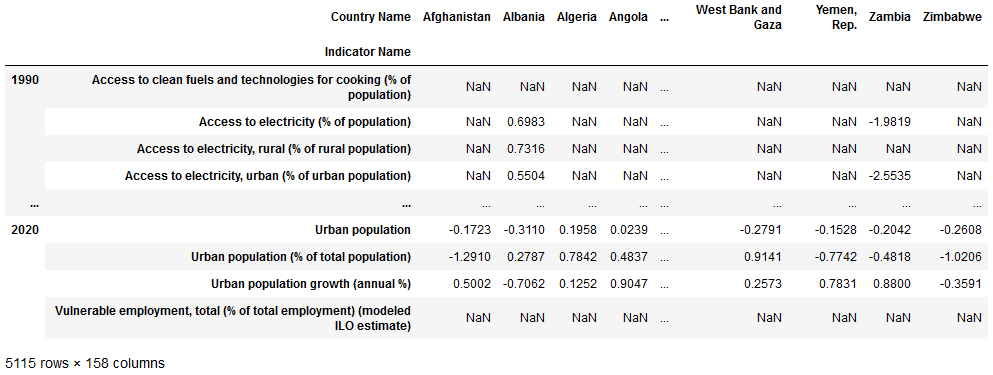 Country Name Afghanistan Albania Algeria Angola ... West Bank and Gaza Yemen, Rep. Zambia Zimbabwe
Indicator Name
1990 Access to clean fuels and technologies for cooking (% of population) NaN NaN NaN NaN ... NaN NaN NaN NaN
Access to electricity (% of population) NaN 0.6983 NaN NaN ... NaN NaN -1.9819 NaN
Access to electricity, rural (% of rural population) NaN 0.7316 NaN NaN ... NaN NaN NaN NaN
Access to electricity, urban (% of urban population) NaN 0.5504 NaN NaN ... NaN NaN -2.5535 NaN
... ... ... ... ... ... ... ... ... ... ...
2020 Urban population -0.1723 -0.3110 0.1958 0.0239 ... -0.2791 -0.1528 -0.2042 -0.2608
Urban population (% of total population) -1.2910 0.2787 0.7842 0.4837 ... 0.9141 -0.7742 -0.4818 -1.0206
Urban population growth (annual %) 0.5002 -0.7062 0.1252 0.9047 ... 0.2573 0.7831 0.8800 -0.3591
Vulnerable employment, total (% of total employment) (modeled ILO estimate) NaN NaN NaN NaN ... NaN NaN NaN NaN
5115 rows × 158 columns